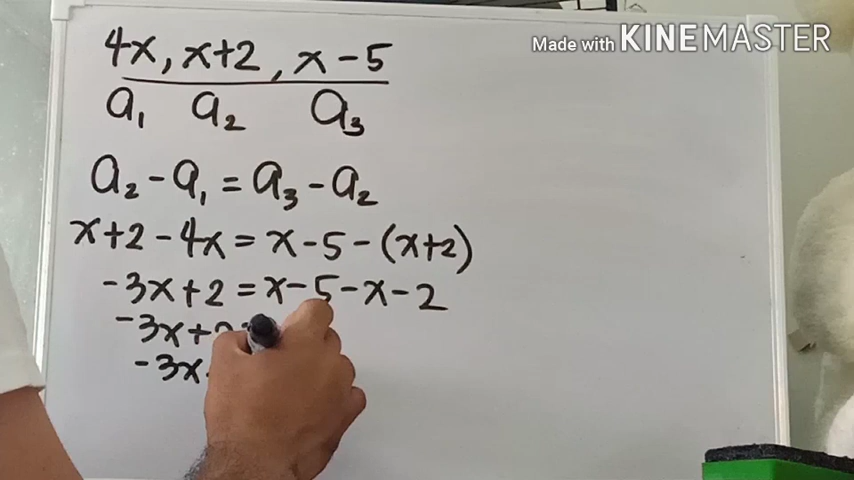 Made with KINEMASTER
4x, x+2, x-5
a₁ a₂ a₃
a₂ - a₁ = a₃ - a₂
x+2 - 4x = x - 5 - (x+2)
-3x + 2 = x - 5 - x - 2
-3x +
-3x